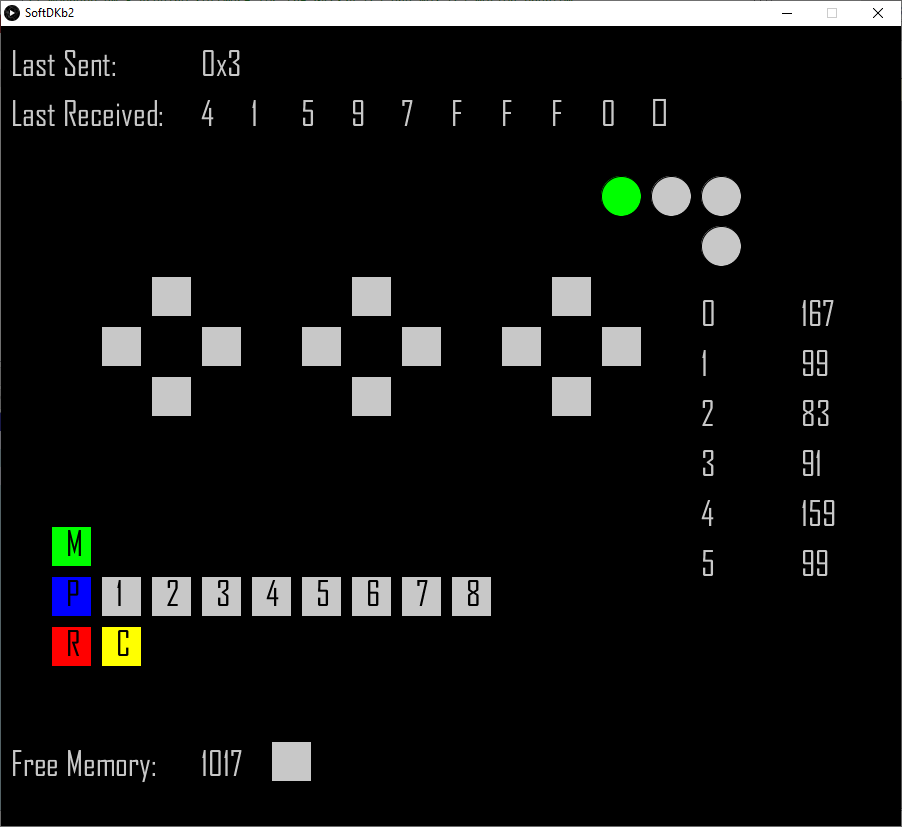 SoftDKb2
Last Sent: 0x3
Last Received: 4 1 5 9 7 F F F 0
0 167
1 99
2 83
3 91
4 159
5 99
M
P 1 2 3 4 5 6 7 8
R C
Free Memory: 1017